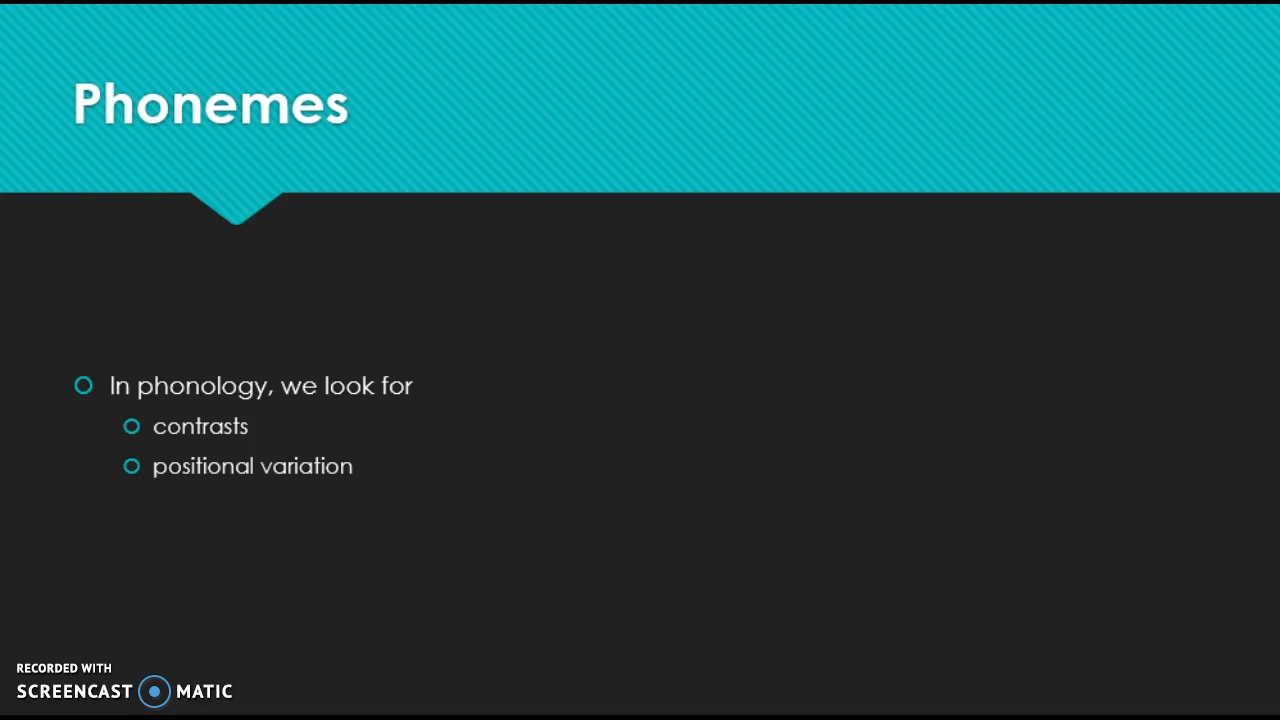 Phonemes
In phonology, we look for
contrasts
positional variation
RECORDED WITH
SCREENCAST MATIC